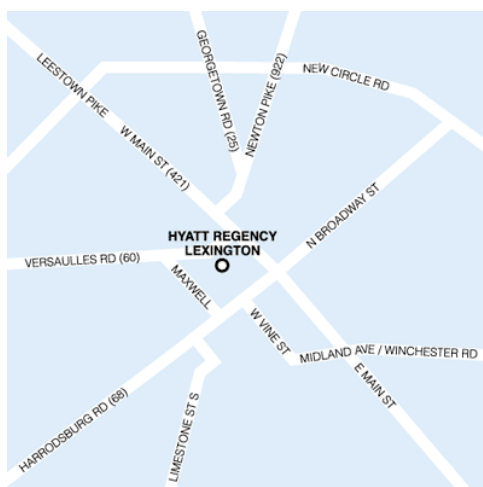 NEW CIRCLE RD
GEORGETOWN RD (25)
NEWTON PIKE (922)
LEESTOWN PIKE
W MAIN ST (421)
N BROADWAY ST
HYATT REGENCY
LEXINGTON
VERSAULLES RD (60)
MAXWELL
W VINE ST
MIDLAND AVE / WINCHESTER RD
E MAIN ST
HARRODSBURG RD (68)
LIMESTONE ST S